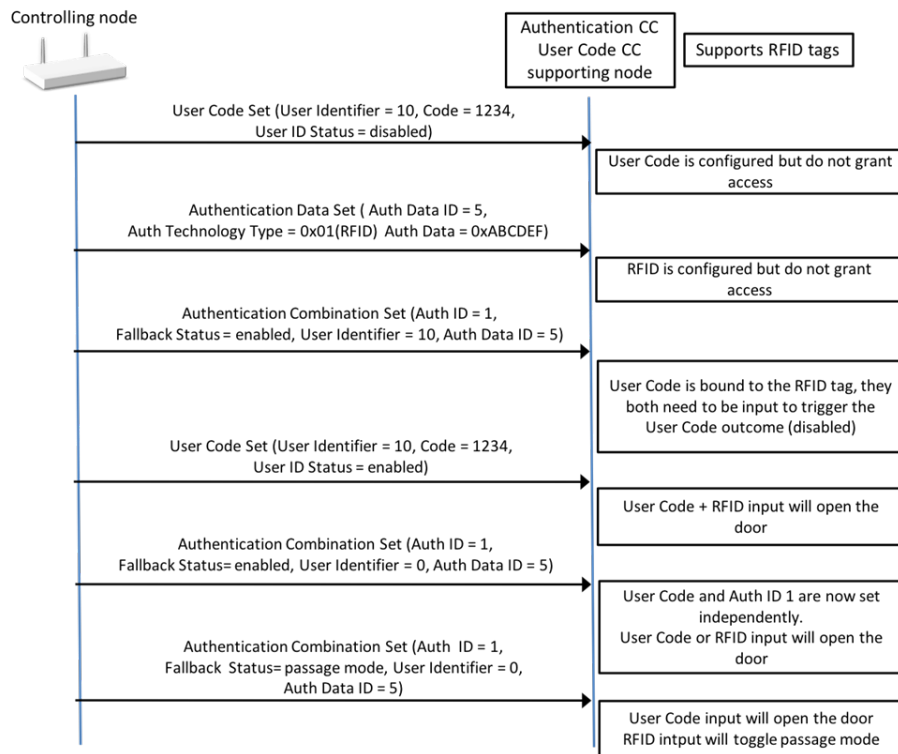 Controlling node
Authentication CC
User Code CC
supporting node
Supports RFID tags
User Code Set (User Identifier = 10, Code = 1234,
User ID Status = disabled)
User Code is configured but do not grant
access
Authentication Data Set ( Auth Data ID = 5,
Auth Technology Type = 0x01(RFID) Auth Data = 0xABCDEF)
RFID is configured but do not grant
access
Authentication Combination Set (Auth ID = 1,
Fallback Status= enabled, User Identifier = 10, Auth Data ID = 5)
User Code is bound to the RFID tag, they
both need to be input to trigger the
User Code outcome (disabled)
User Code Set (User Identifier = 10, Code = 1234,
User ID Status = enabled)
User Code + RFID input will open the
door
Authentication Combination Set (Auth ID = 1,
Fallback Status= enabled, User Identifier = 0, Auth Data ID = 5)
User Code and Auth ID 1 are now set
independently.
User Code or RFID input will open the
door
Authentication Combination Set (Auth ID = 1,
Fallback Status= passage mode, User Identifier = 0,
Auth Data ID = 5)
User Code input will open the door
RFID intput will toggle passage mode